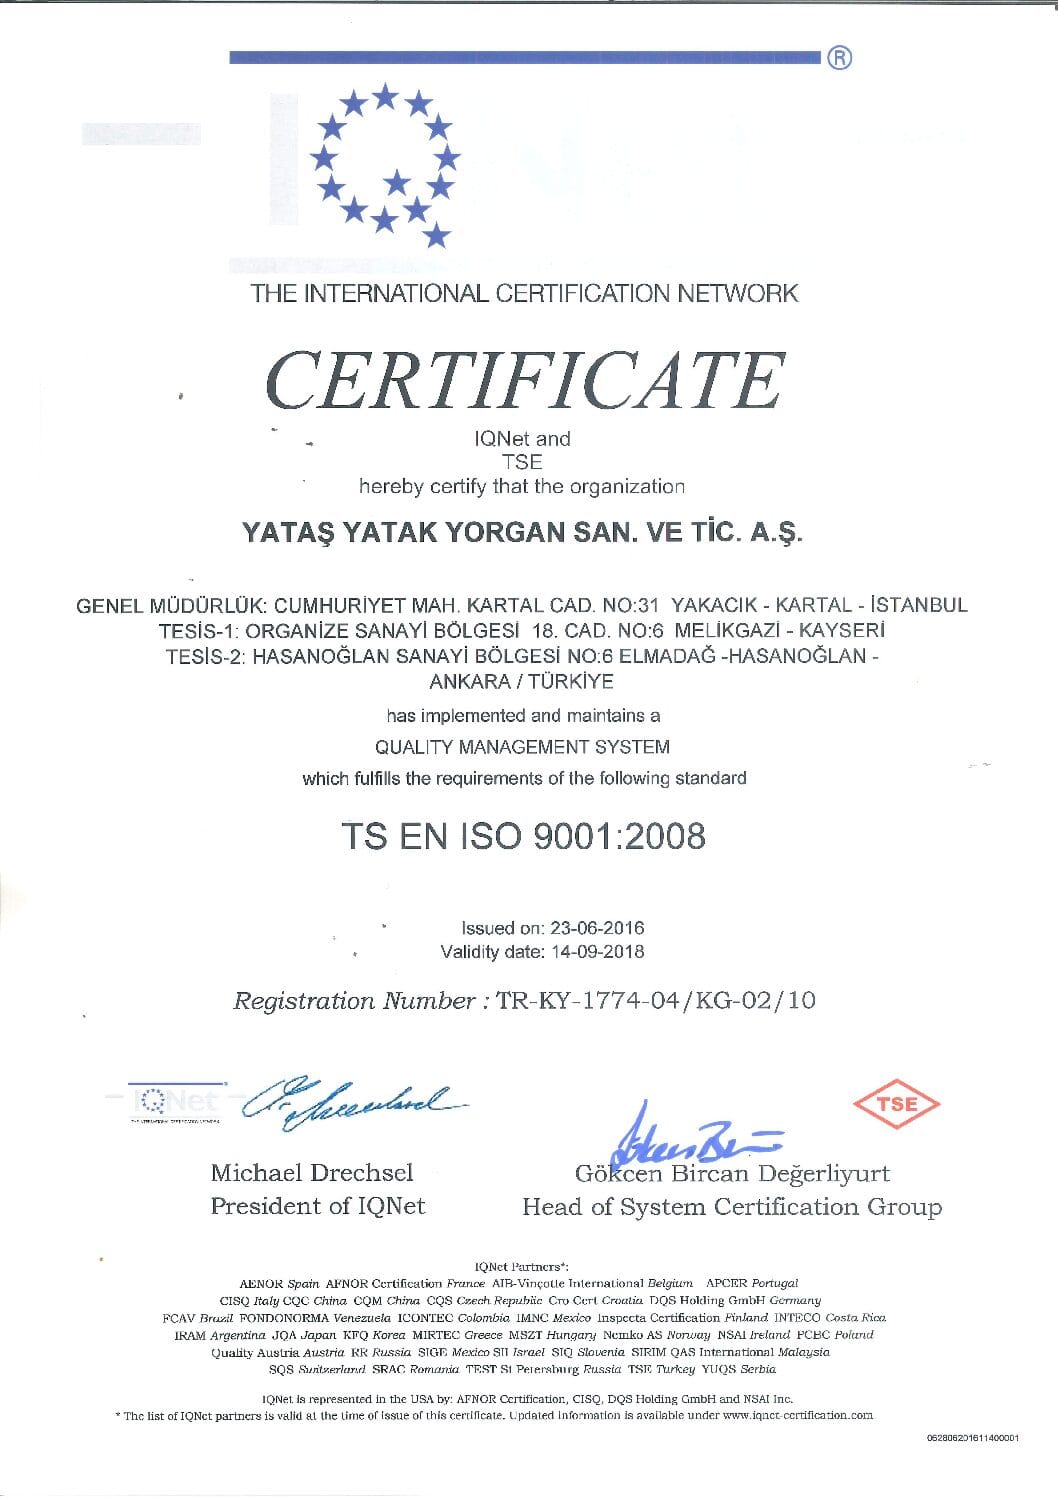 ®
THE INTERNATIONAL CERTIFICATION NETWORK
CERTIFICATE
IQNet and
TSE
hereby certify that the organization
YATAŞ YATAK YORGAN SAN. VE TİC. A.Ş.
GENEL MÜDÜRLÜK: CUMHURİYET MAH. KARTAL CAD. NO:31 YAKACIK - KARTAL - İSTANBUL
TESİS-1: ORGANİZE SANAYİ BÖLGESİ 18. CAD. NO:6 MELİKGAZİ - KAYSERİ
TESİS-2: HASANOĞLAN SANAYİ BÖLGESİ NO:6 ELMADAĞ -HASANOĞLAN -
ANKARA / TÜRKİYE
has implemented and maintains a
QUALITY MANAGEMENT SYSTEM
which fulfills the requirements of the following standard
TS EN ISO 9001:2008
Issued on: 23-06-2016
Validity date: 14-09-2018
Registration Number : TR-KY-1774-04/KG-02/10
IQNet
THE INTERNATIONAL CERTIFICATION NETWORK
TSE
Michael Drechsel
President of IQNet
Gökcen Bircan Değerliyurt
Head of System Certification Group
IQNet Partners*:
AENOR Spain AFNOR Certification France AIB-Vinçotte International Belgium APCER Portugal
CISQ Italy CQC China CQM China CQS Czech Republic Cro Cert Croatia DQS Holding GmbH Germany
FCAV Brazil FONDONORMA Venezuela ICONTEC Colombia IMNC Mexico Inspecta Certification Finland INTECO Costa Rica
IRAM Argentina JQA Japan KFQ Korea MIRTEC Greece MSZT Hungary Nemko AS Norway NSAI Ireland PCBC Poland
Quality Austria Austria RR Russia SIGE Mexico SII Israel SIQ Slovenia SIRIM QAS International Malaysia
SQS Switzerland SRAC Romania TEST St Petersburg Russia TSE Turkey YUQS Serbia
IQNet is represented in the USA by: AFNOR Certification, CISQ, DQS Holding GmbH and NSAI Inc.
* The list of IQNet partners is valid at the time of issue of this certificate. Updated information is available under www.iqnet-certification.com
052806201611400001